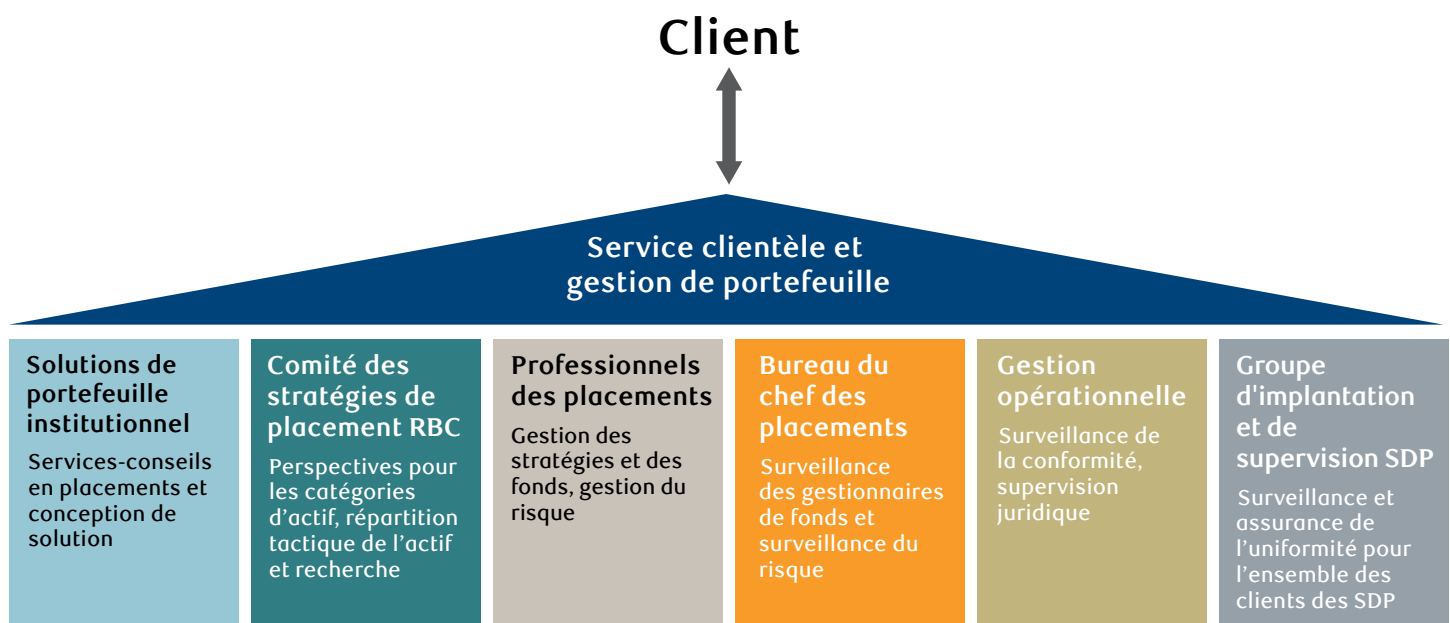 Client
Service clientèle et
gestion de portefeuille
Solutions de
portefeuille
institutionnel
Services-conseils
en placements et
conception de
solution
Comité des
stratégies de
placement RBC
Perspectives pour
les catégories
d’actif, répartition
tactique de l’actif
et recherche
Professionnels
des placements
Gestion des
stratégies et des
fonds, gestion du
risque
Bureau du
chef des
placements
Surveillance
des gestionnaires
de fonds et
surveillance du
risque
Gestion
opérationnelle
Surveillance de
la conformité,
supervision
juridique
Groupe
d'implantation
et de
supervision SDP
Surveillance et
assurance de
l’uniformité pour
l’ensemble des
clients des SDP